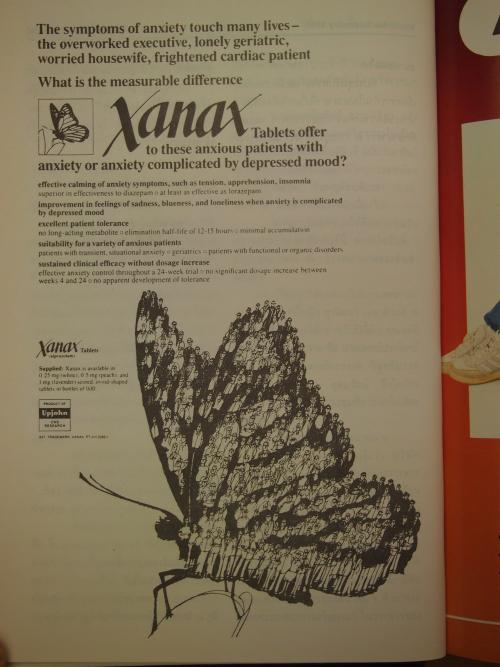 The symptoms of anxiety touch many lives –
the overworked executive, lonely geriatric,
worried housewife, frightened cardiac patient
What is the measurable difference
Xanax Tablets offer
to these anxious patients with
anxiety or anxiety complicated by depressed mood?
effective calming of anxiety symptoms, such as tension, apprehension, insomnia
superior in effectiveness to diazepam □ at least as effective as lorazepam
improvement in feelings of sadness, blueness, and loneliness when anxiety is complicated
by depressed mood
excellent patient tolerance
no long-acting metabolite □ elimination half-life of 12-15 hours □ minimal accumulation
suitability for a variety of anxious patients
patients with transient, situational anxiety □ geriatrics □ patients with functional or organic disorders
sustained clinical efficacy without dosage increase
effective anxiety control throughout a 24-week trial □ no significant dosage increase between
weeks 4 and 24 □ no apparent development of tolerance
Xanax Tablets
(alprazolam)
Supplied: Xanax is available in
0.25 mg (white), 0.5 mg (peach), and
1 mg (lavender) scored, ovoid-shaped
tablets in bottles of 100.
PRODUCT OF
Upjohn
CNS
RESEARCH
TRADEMARK XANAX